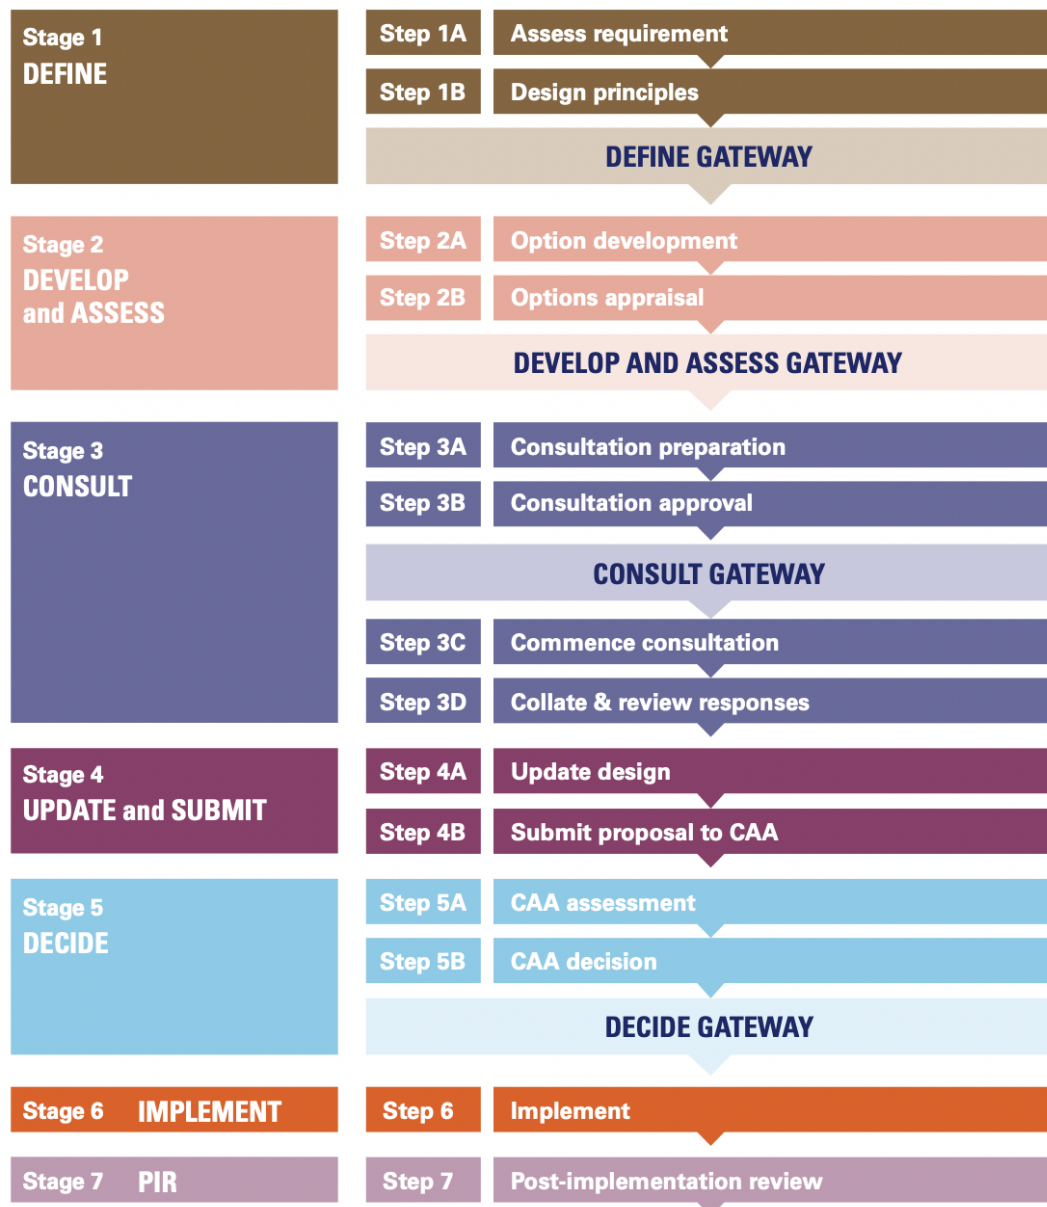 Stage 1
DEFINE
Step 1A Assess requirement
Step 1B Design principles
DEFINE GATEWAY
Stage 2
DEVELOP
and ASSESS
Step 2A Option development
Step 2B Options appraisal
DEVELOP AND ASSESS GATEWAY
Stage 3
CONSULT
Step 3A Consultation preparation
Step 3B Consultation approval
CONSULT GATEWAY
Step 3C Commence consultation
Step 3D Collate & review responses
Stage 4
UPDATE and SUBMIT
Step 4A Update design
Step 4B Submit proposal to CAA
Stage 5
DECIDE
Step 5A CAA assessment
Step 5B CAA decision
DECIDE GATEWAY
Stage 6 IMPLEMENT
Step 6 Implement
Stage 7 PIR
Step 7 Post-implementation review